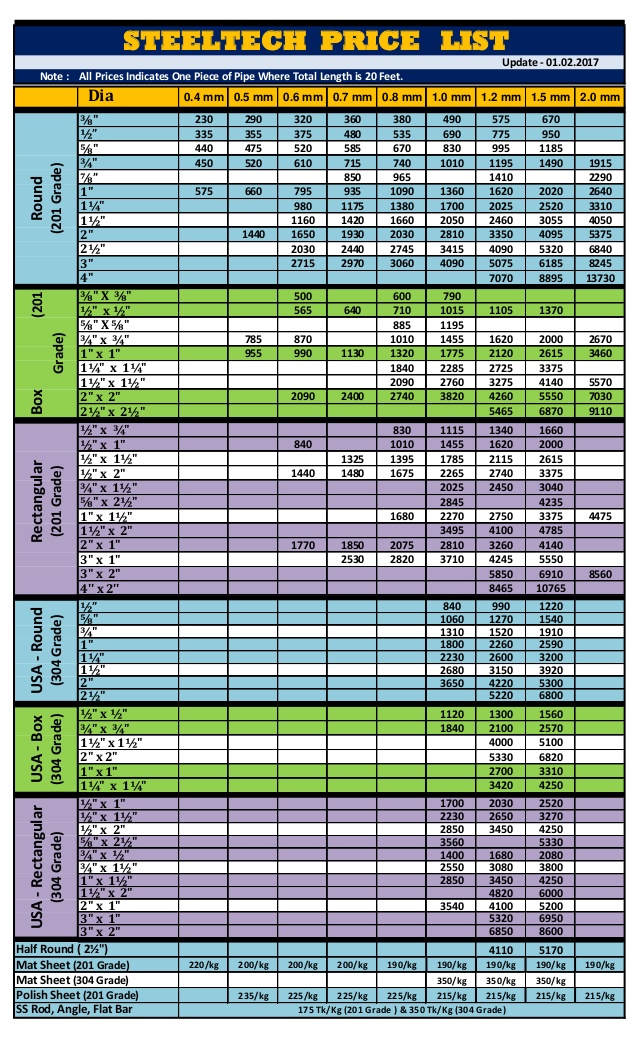 STEELTECH PRICE LIST
Update - 01.02.2017
Note : All Prices Indicates One Piece of Pipe Where Total Length is 20 Feet.
Dia 0.4 mm 0.5 mm 0.6 mm 0.7 mm 0.8 mm 1.0 mm 1.2 mm 1.5 mm 2.0 mm
Round (201 Grade)
⅜" 230 290 320 360 380 490 575 670
½" 335 355 375 480 535 690 775 950
⅝" 440 475 520 585 670 830 995 1185
¾" 450 520 610 715 740 1010 1195 1490 1915
⅞" 850 965 1410 2290
1" 575 660 795 935 1090 1360 1620 2020 2640
1¼" 980 1175 1380 1700 2025 2520 3310
1½" 1160 1420 1660 2050 2460 3055 4050
2" 1440 1650 1930 2030 2810 3350 4095 5375
2½" 2030 2440 2745 3415 4090 5320 6840
3" 2715 2970 3060 4090 5075 6185 8245
4" 7070 8895 13730
Box (201 Grade)
⅜" X ⅜" 500 600 790
½" x ½" 565 640 710 1015 1105 1370
⅝" X ⅝" 885 1195
¾" x ¾" 785 870 1010 1455 1620 2000 2670
1" x 1" 955 990 1130 1320 1775 2120 2615 3460
1¼" x 1¼" 1840 2285 2725 3375
1½" x 1½" 2090 2760 3275 4140 5570
2" x 2" 2090 2400 2740 3820 4260 5550 7030
2½" x 2½" 5465 6870 9110
Rectangular (201 Grade)
½" x ¾" 830 1115 1340 1660
½" x 1" 840 1010 1455 1620 2000
½" x 1½" 1325 1395 1785 2115 2615
½" x 2" 1440 1480 1675 2265 2740 3375
¾" x 1½" 2025 2450 3040
⅝" x 2½" 2845 4235
1" x 1½" 1680 2270 2750 3375 4475
1½" x 2" 3495 4100 4785
2" x 1" 1770 1850 2075 2810 3260 4140
3" x 1" 2530 2820 3710 4245 5550
3" x 2" 5850 6910 8560
4" x 2" 8465 10765
USA - Round (304 Grade)
½" 840 990 1220
⅝" 1060 1270 1540
¾" 1310 1520 1910
1" 1800 2260 2590
1¼" 2230 2600 3200
1½" 2680 3150 3920
2" 3650 4220 5300
2½" 5220 6800
USA - Box (304 Grade)
½" x ½" 1120 1300 1560
¾" x ¾" 1840 2100 2570
1½" x 1½" 4000 5100
2" x 2" 5330 6820
1" x 1" 2700 3310
1¼" x 1¼" 3420 4250
USA - Rectangular (304 Grade)
½" x 1" 1700 2030 2520
½" x 1½" 2230 2650 3270
½" x 2" 2850 3450 4250
⅝" x 2½" 3560 5330
¾" x ½" 1400 1680 2080
¾" x 1½" 2550 3080 3800
1" x 1½" 2850 3450 4250
1½" x 2" 4820 6000
2" x 1" 3540 4100 5200
3" x 1" 5320 6950
3" x 2" 6850 8600
Half Round ( 2½") 4110 5170
Mat Sheet (201 Grade) 220/kg 200/kg 200/kg 200/kg 190/kg 190/kg 190/kg 190/kg 190/kg
Mat Sheet (304 Grade) 350/kg 350/kg 350/kg
Polish Sheet (201 Grade) 235/kg 225/kg 225/kg 225/kg 215/kg 215/kg 215/kg 215/kg
SS Rod, Angle, Flat Bar 175 Tk/Kg (201 Grade ) & 350 Tk/Kg (304 Grade)